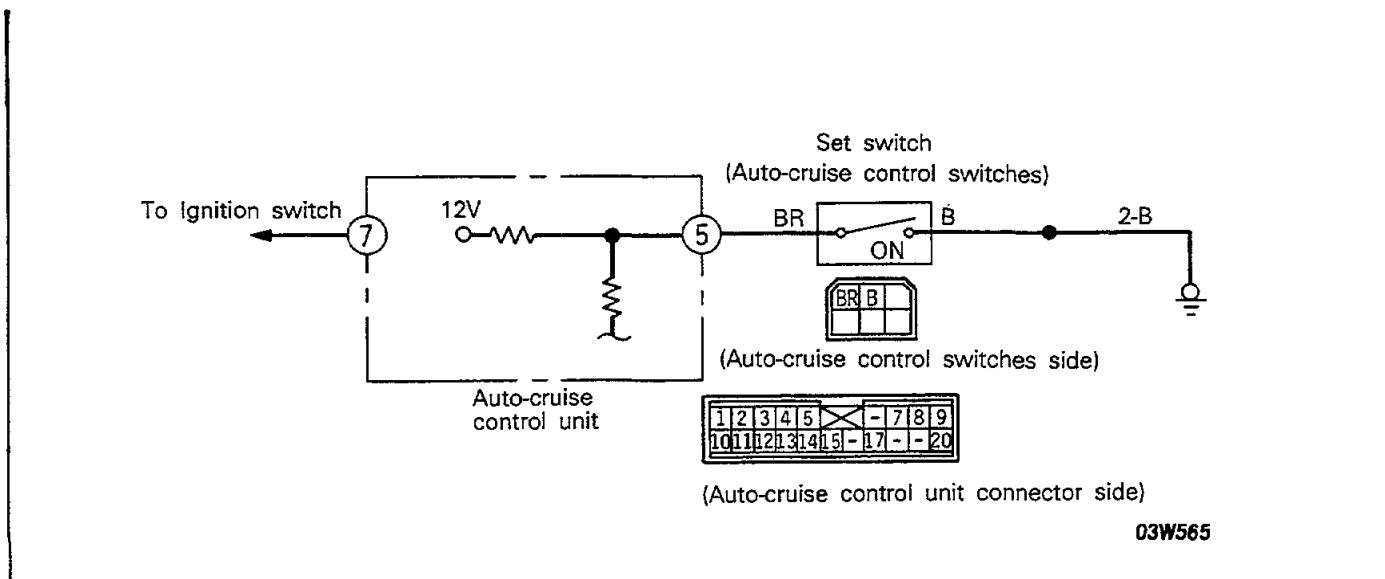 Set switch
(Auto-cruise control switches)
To Ignition switch
7
12V
5
BR
B
2-B
ON
BR B
(Auto-cruise control switches side)
Auto-cruise
control unit
1 2 3 4 5 - 7 8 9
10 11 12 13 14 15 - 17 - - 20
(Auto-cruise control unit connector side)
03W565